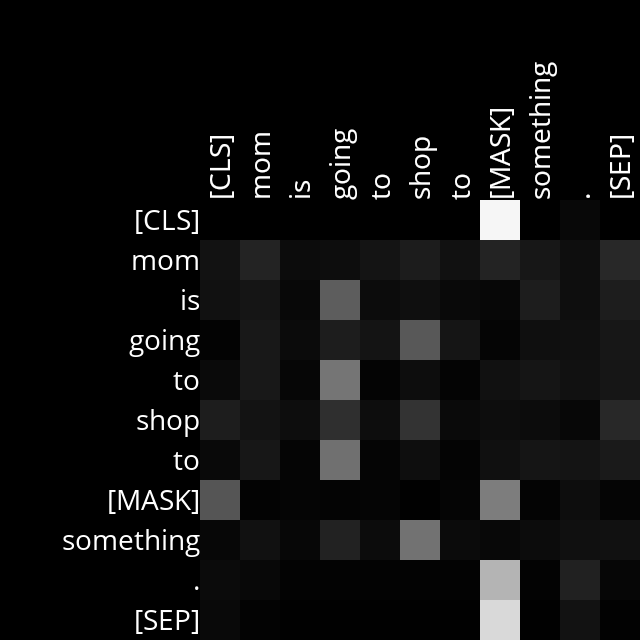 [CLS] mom is going to shop to [MASK] something . [SEP]
[CLS]
mom
is
going
to
shop
to
[MASK]
something
.
[SEP]